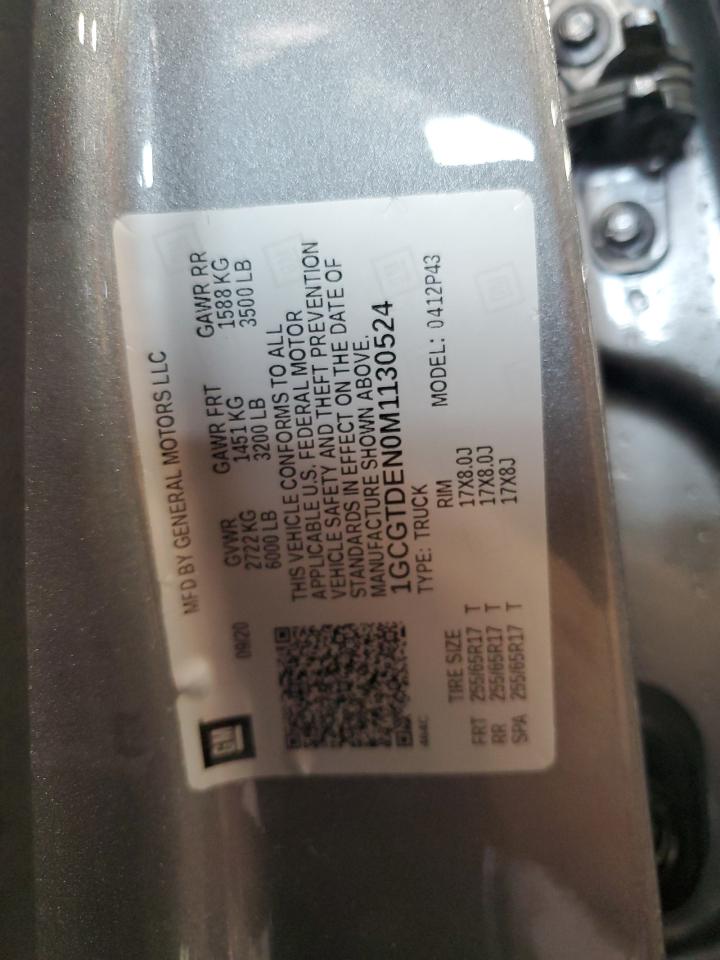 GM
MFD BY GENERAL MOTORS LLC
09/20
GVWR GAWR FRT GAWR RR
2722 KG 1451 KG 1588 KG
6000 LB 3200 LB 3500 LB
THIS VEHICLE CONFORMS TO ALL
APPLICABLE U.S. FEDERAL MOTOR
VEHICLE SAFETY AND THEFT PREVENTION
STANDARDS IN EFFECT ON THE DATE OF
MANUFACTURE SHOWN ABOVE.
1GCGTDEN0M1130524
TYPE: TRUCK MODEL: 0412P43
TIRE SIZE RIM
FRT 255/65R17 T 17X8.0J
RR 255/65R17 T 17X8.0J
SPA 255/65R17 T 17X8J